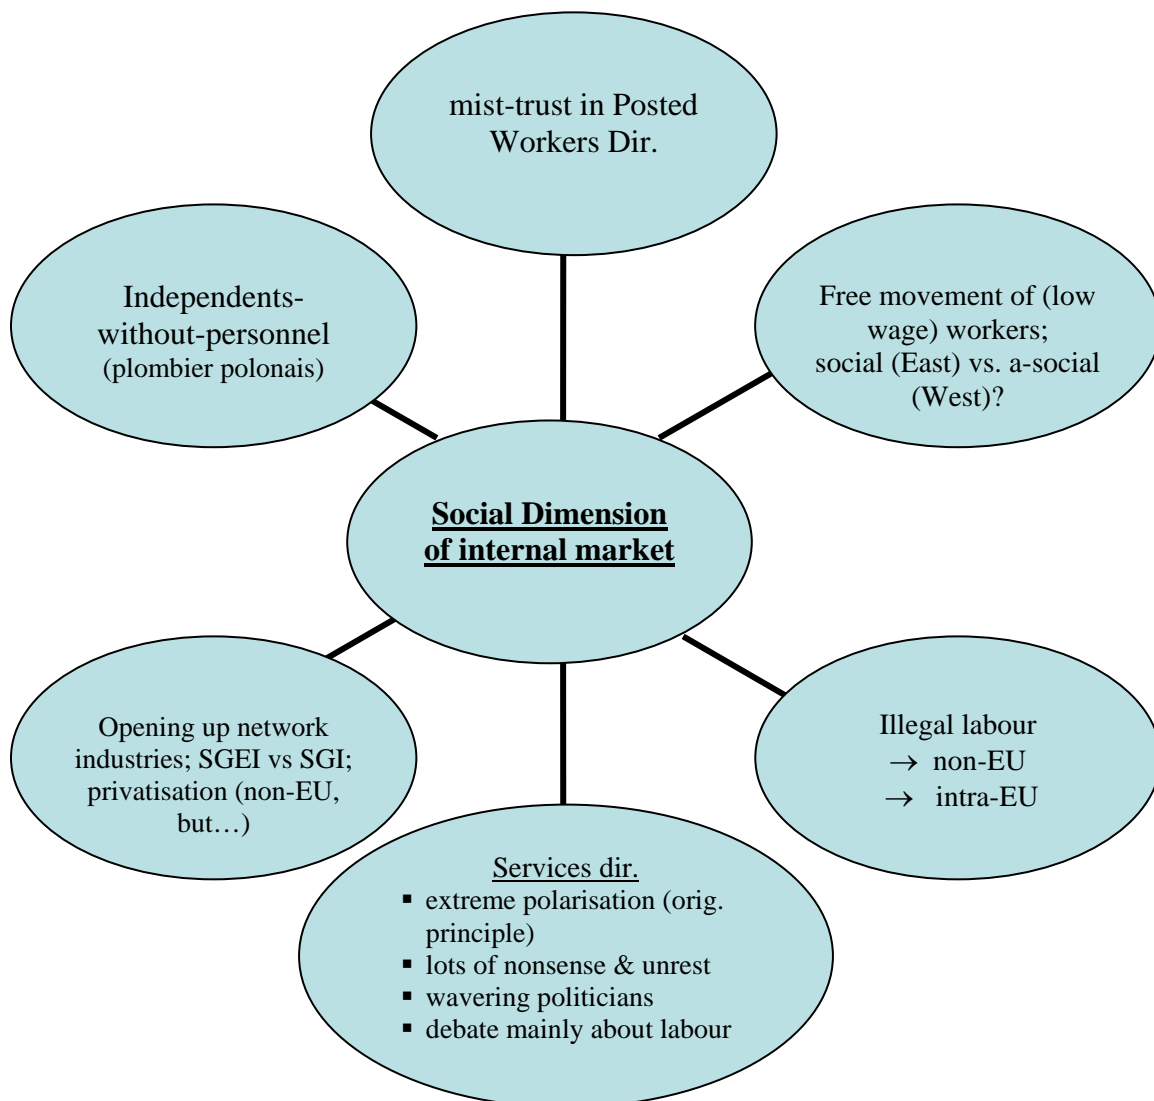 mist-trust in Posted
Workers Dir.
Independents-
without-personnel
(plombier polonais)
Free movement of (low
wage) workers;
social (East) vs. a-social
(West)?
Social Dimension
of internal market
Opening up network
industries; SGEI vs SGI;
privatisation (non-EU,
but…)
Illegal labour
→ non-EU
→ intra-EU
Services dir.
▪ extreme polarisation (orig.
principle)
▪ lots of nonsense & unrest
▪ wavering politicians
▪ debate mainly about labour